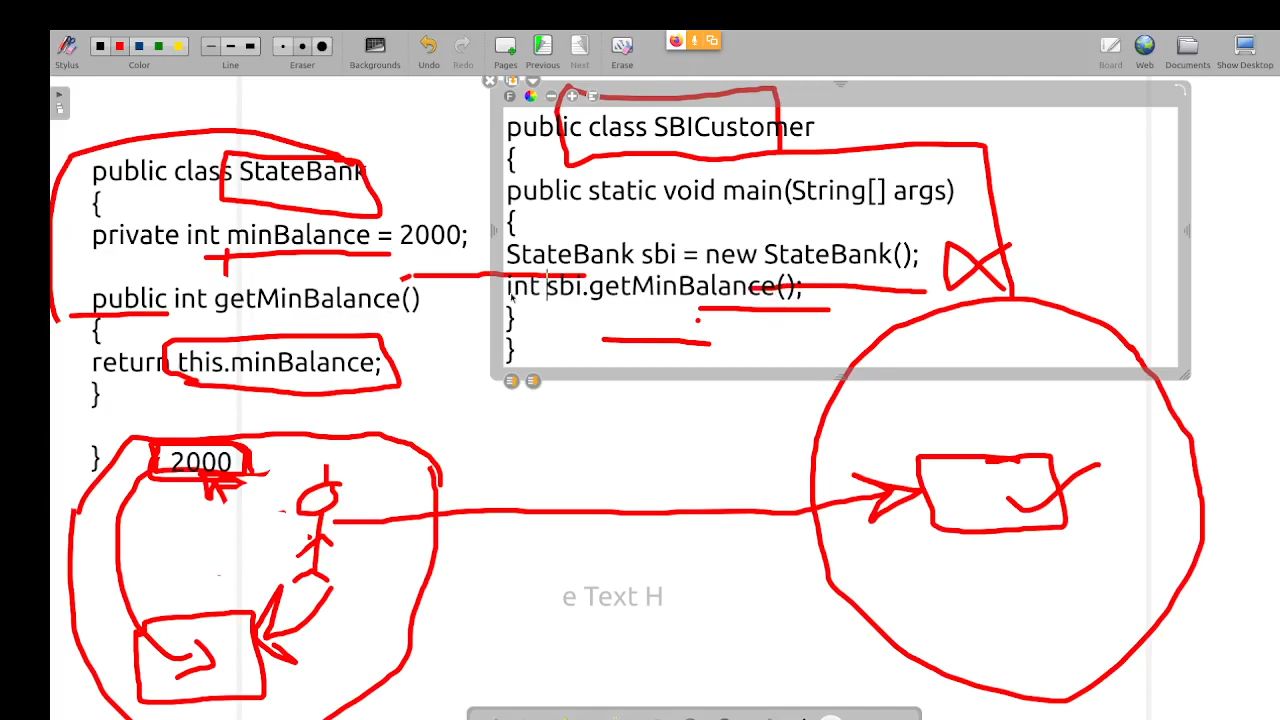 Stylus
Color
Line
Eraser
Backgrounds
Undo
Redo
Pages
Previous
Next
Erase
Board
Web
Documents
Show Desktop
public class StateBank
{
private int minBalance = 2000;
public int getMinBalance()
{
return this.minBalance;
}
}
2000
F
public class SBICustomer
{
public static void main(String[] args)
{
StateBank sbi = new StateBank();
int sbi.getMinBalance();
}
}
e Text H